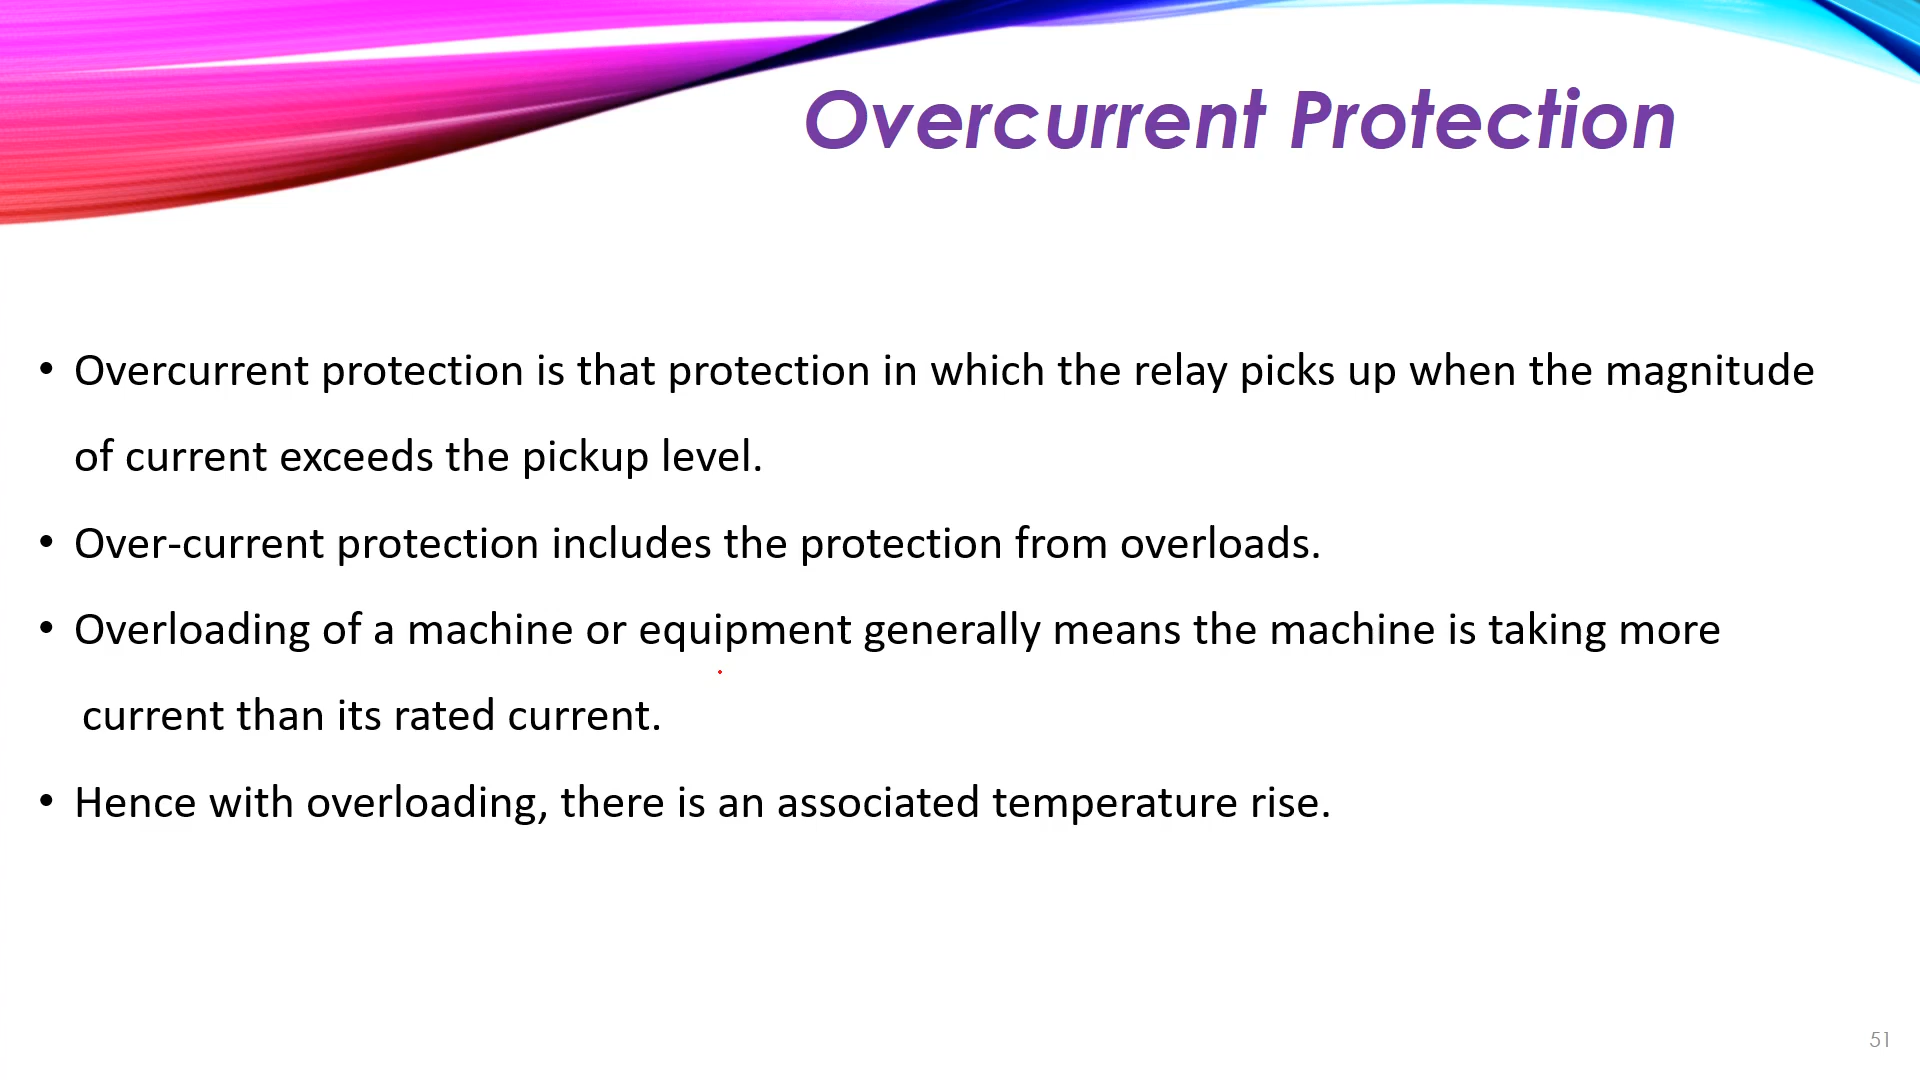 Overcurrent Protection
• Overcurrent protection is that protection in which the relay picks up when the magnitude
of current exceeds the pickup level.
• Over-current protection includes the protection from overloads.
• Overloading of a machine or equipment generally means the machine is taking more
current than its rated current.
• Hence with overloading, there is an associated temperature rise.
51